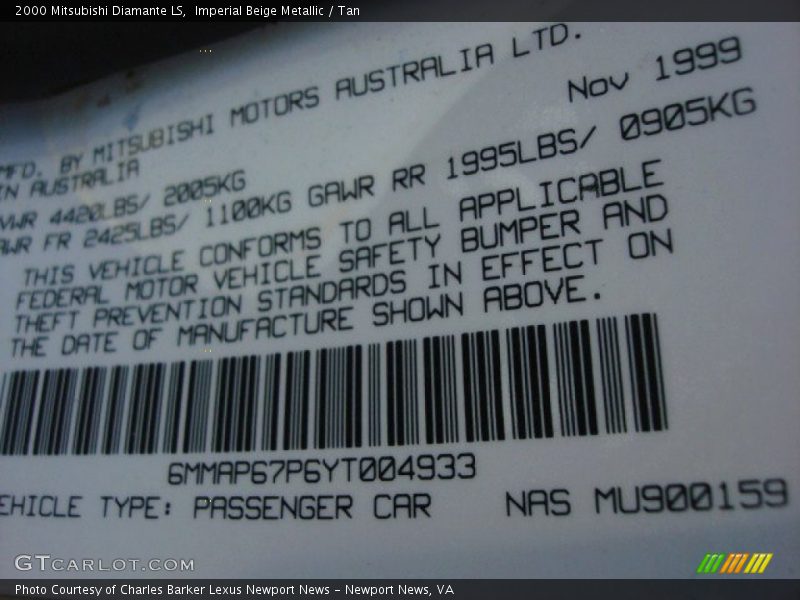 2000 Mitsubishi Diamante LS,  Imperial Beige Metallic / Tan
MFD. BY MITSUBISHI MOTORS AUSTRALIA LTD.
IN AUSTRALIA
Nov 1999
VWR 4420LBS/ 2005KG
AWR FR 2425LBS/ 1100KG GAWR RR 1995LBS/ 0905KG
THIS VEHICLE CONFORMS TO ALL APPLICABLE
FEDERAL MOTOR VEHICLE SAFETY BUMPER AND
THEFT PREVENTION STANDARDS IN EFFECT ON
THE DATE OF MANUFACTURE SHOWN ABOVE.
6MMAP67P6YT004933
EHICLE TYPE: PASSENGER CAR NAS MU900159
GTCARLOT.COM
Photo Courtesy of Charles Barker Lexus Newport News – Newport News, VA